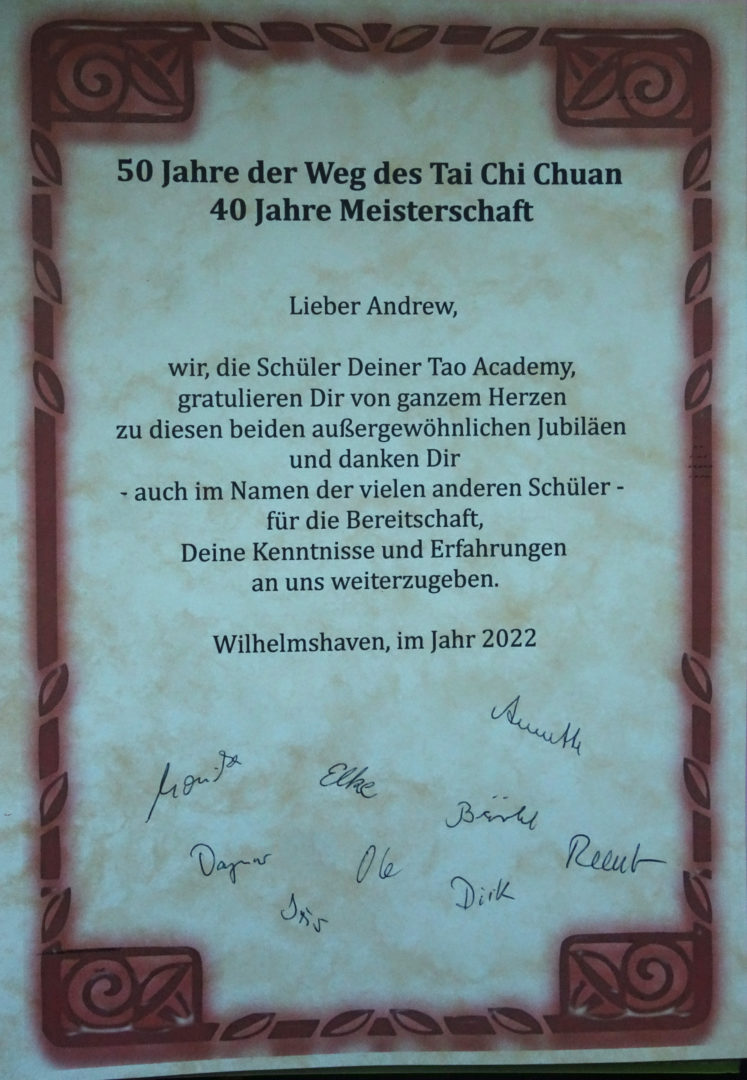 50 Jahre der Weg des Tai Chi Chuan
40 Jahre Meisterschaft
Lieber Andrew,
wir, die Schüler Deiner Tao Academy,
gratulieren Dir von ganzem Herzen
zu diesen beiden außergewöhnlichen Jubiläen
und danken Dir
- auch im Namen der vielen anderen Schüler -
für die Bereitschaft,
Deine Kenntnisse und Erfahrungen
an uns weiterzugeben.
Wilhelmshaven, im Jahr 2022
Annette
Monika
Elke
Dagmar
Ole
Dirk